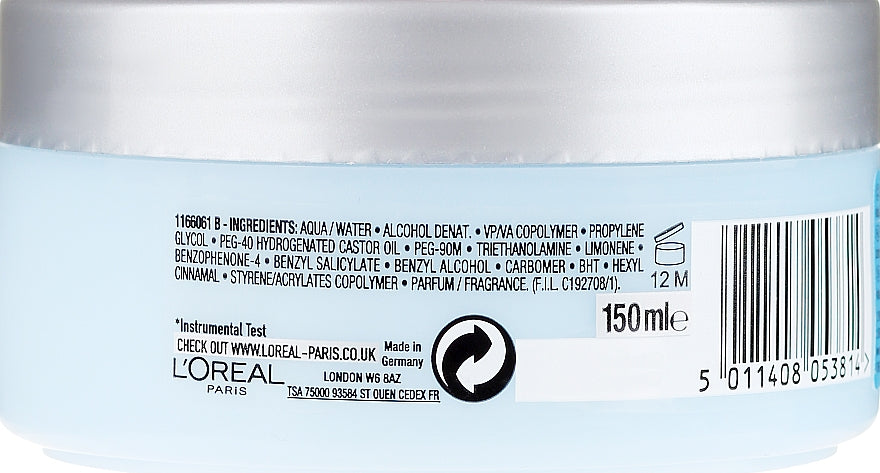 1166061 B - INGREDIENTS: AQUA / WATER • ALCOHOL DENAT. • VP/VA COPOLYMER • PROPYLENE
GLYCOL • PEG-40 HYDROGENATED CASTOR OIL • PEG-90M • TRIETHANOLAMINE • LIMONENE •
BENZOPHENONE-4 • BENZYL SALICYLATE • BENZYL ALCOHOL • CARBOMER • BHT • HEXYL
CINNAMAL • STYRENE/ACRYLATES COPOLYMER • PARFUM / FRAGRANCE. (F.I.L. C192708/1).
12 M
150 ml e
*Instrumental Test
CHECK OUT WWW.LOREAL-PARIS.CO.UK
Made in
Germany
L'ORÉAL
PARIS
LONDON W6 8AZ
TSA 75000 93584 ST OUEN CEDEX FR
5 011408 053814 >